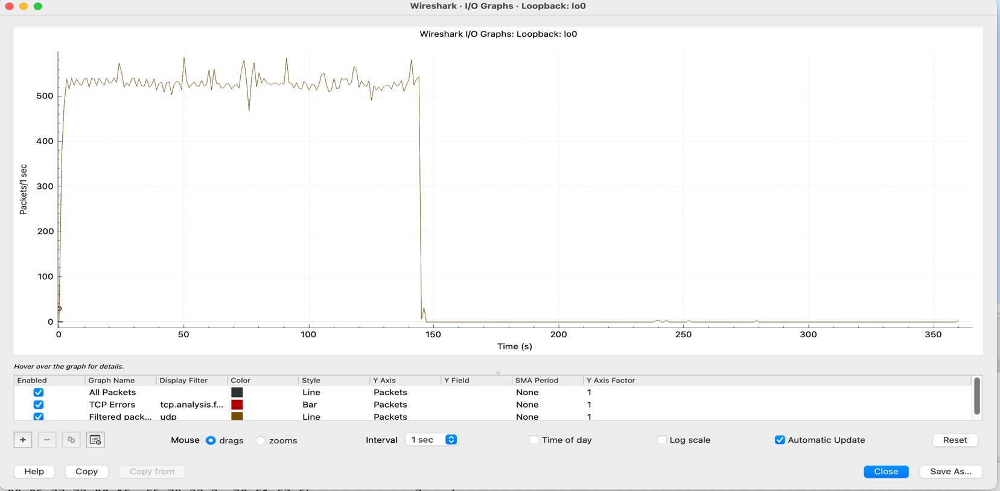 Wireshark · I/O Graphs · Loopback: lo0
Wireshark I/O Graphs: Loopback: lo0
Packets/1 sec
500
400
300
200
100
0
0 50 100 150 200 250 300 350
Time (s)
Hover over the graph for details.
Enabled Graph Name Display Filter Color Style Y Axis Y Field SMA Period Y Axis Factor
All Packets Line Packets None 1
TCP Errors tcp.analysis.f... Bar Packets None 1
Filtered pack... udp Line Packets None 1
+ − Mouse drags zooms Interval 1 sec Time of day Log scale Automatic Update Reset
Help Copy Copy from Close Save As...